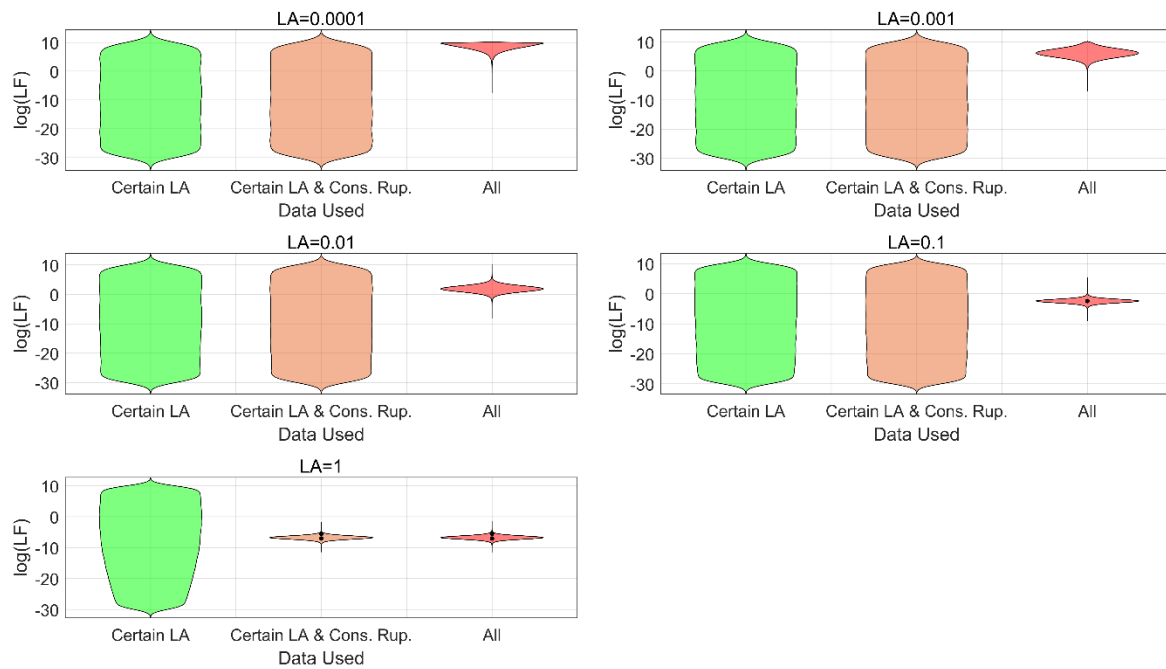 LA=0.0001
10
0
-10
-20
-30
log(LF)
Certain LA
Certain LA & Cons. Rup.
All
Data Used
LA=0.001
10
0
-10
-20
-30
log(LF)
Certain LA
Certain LA & Cons. Rup.
All
Data Used
LA=0.01
10
0
-10
-20
-30
log(LF)
Certain LA
Certain LA & Cons. Rup.
All
Data Used
LA=0.1
10
0
-10
-20
-30
log(LF)
Certain LA
Certain LA & Cons. Rup.
All
Data Used
LA=1
10
0
-10
-20
-30
log(LF)
Certain LA
Certain LA & Cons. Rup.
All
Data Used